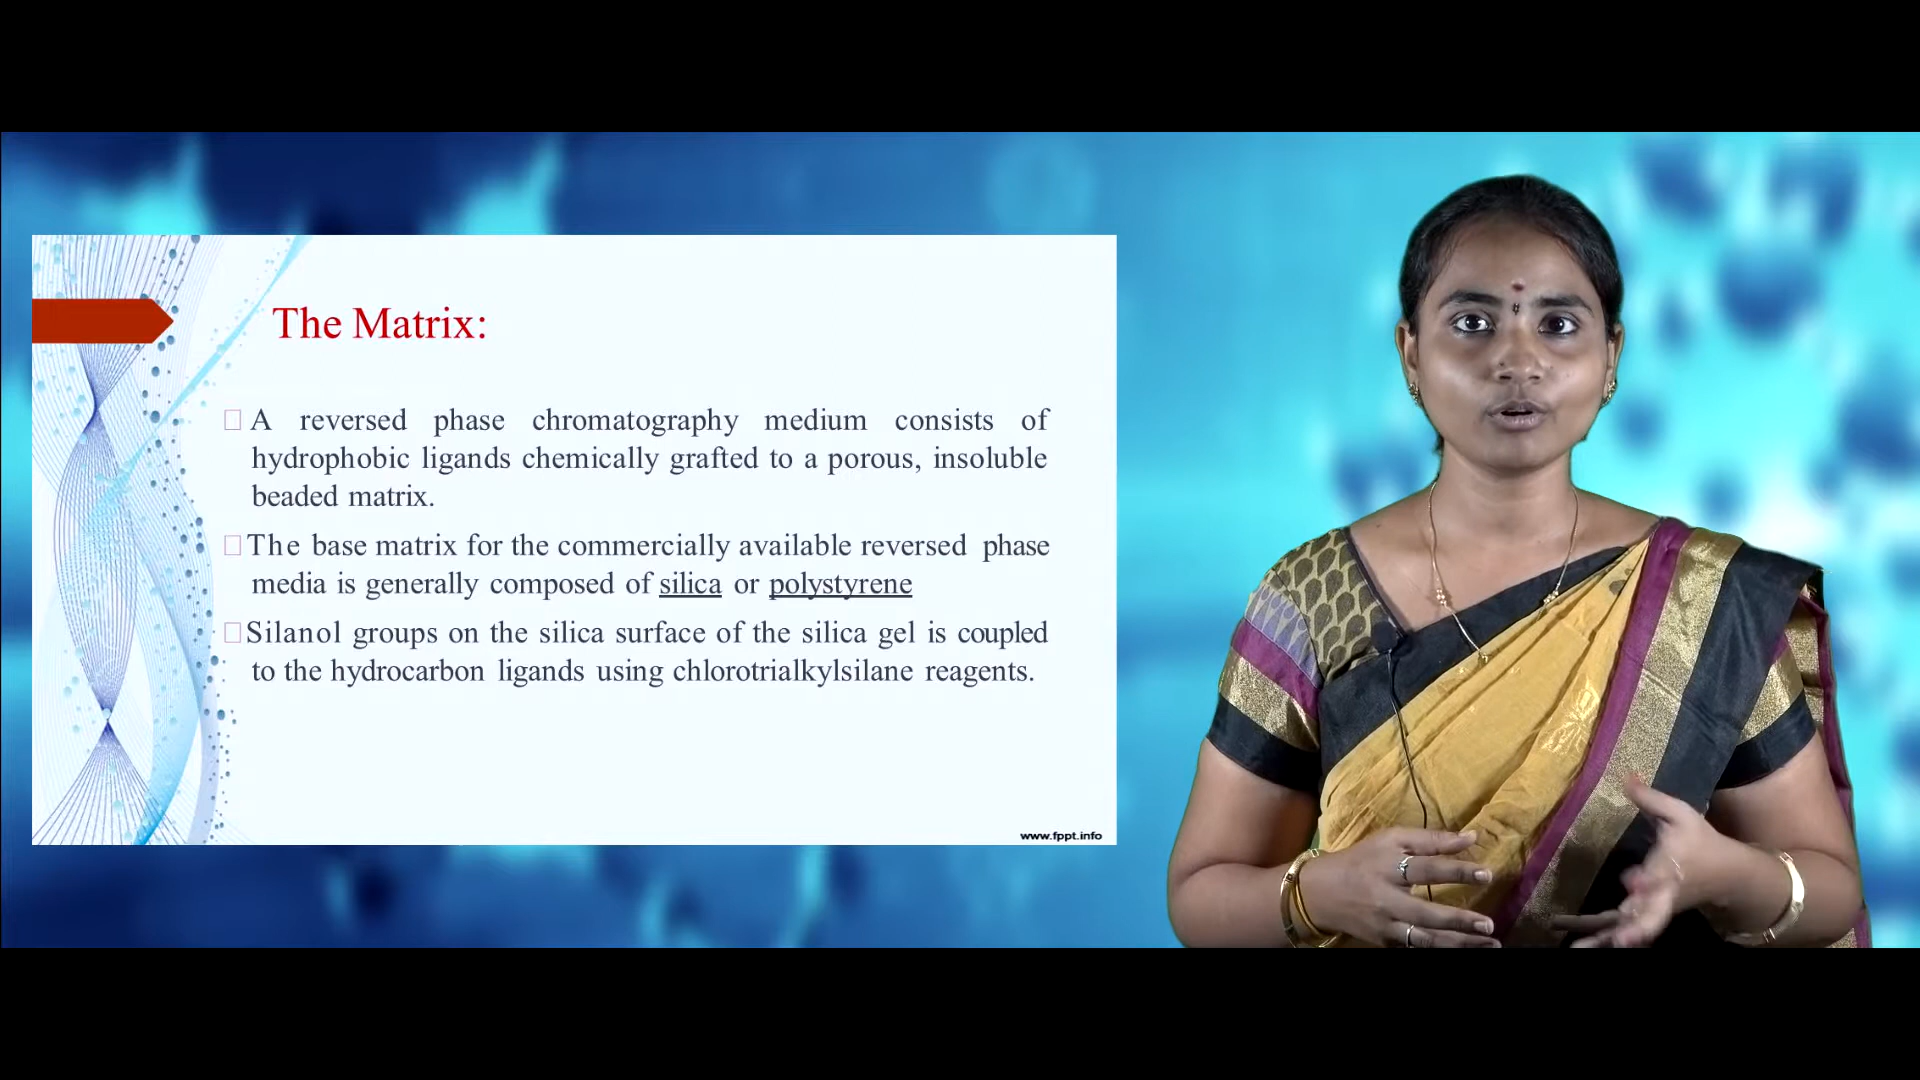 The Matrix:
A reversed phase chromatography medium consists of
hydrophobic ligands chemically grafted to a porous, insoluble
beaded matrix.
The base matrix for the commercially available reversed phase
media is generally composed of silica or polystyrene
Silanol groups on the silica surface of the silica gel is coupled
to the hydrocarbon ligands using chlorotrialkylsilane reagents.
www.fppt.info